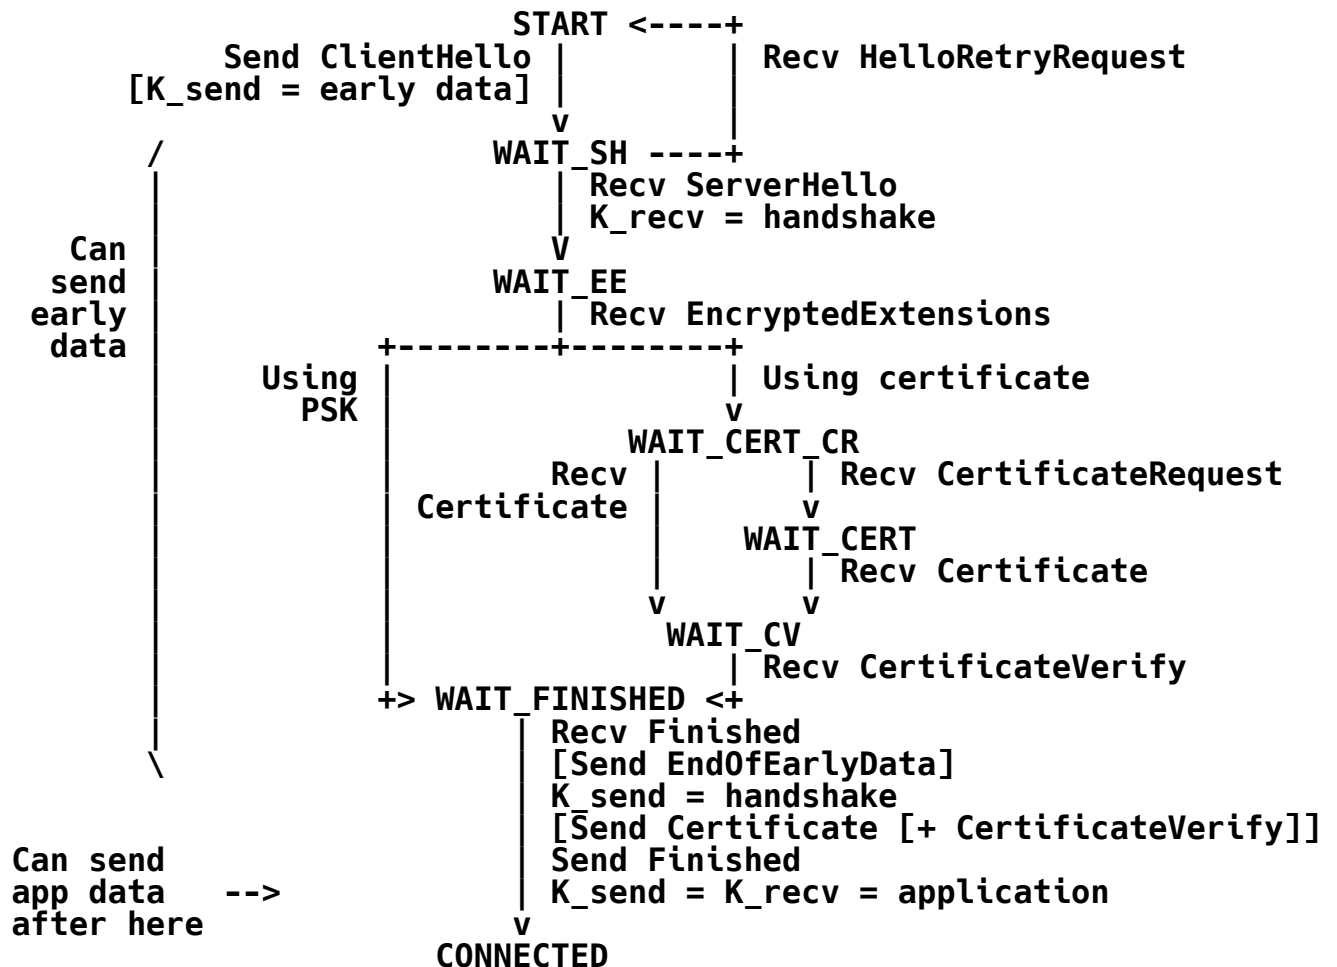 START <----+
Send ClientHello | | Recv HelloRetryRequest
[K_send = early data] | |
v |
/ WAIT_SH ----+
| | Recv ServerHello
| | K_recv = handshake
Can | V
send | WAIT_EE
early | | Recv EncryptedExtensions
data | +--------+--------+
| Using | | Using certificate
| PSK | v
| | WAIT_CERT_CR
| | Recv | | Recv CertificateRequest
| | Certificate | v
| | | WAIT_CERT
| | | | Recv Certificate
| | v v
| | WAIT_CV
| | | Recv CertificateVerify
| +> WAIT_FINISHED <+
| | Recv Finished
\ | [Send EndOfEarlyData]
| K_send = handshake
| [Send Certificate [+ CertificateVerify]]
Can send | Send Finished
app data --> | K_send = K_recv = application
after here v
CONNECTED